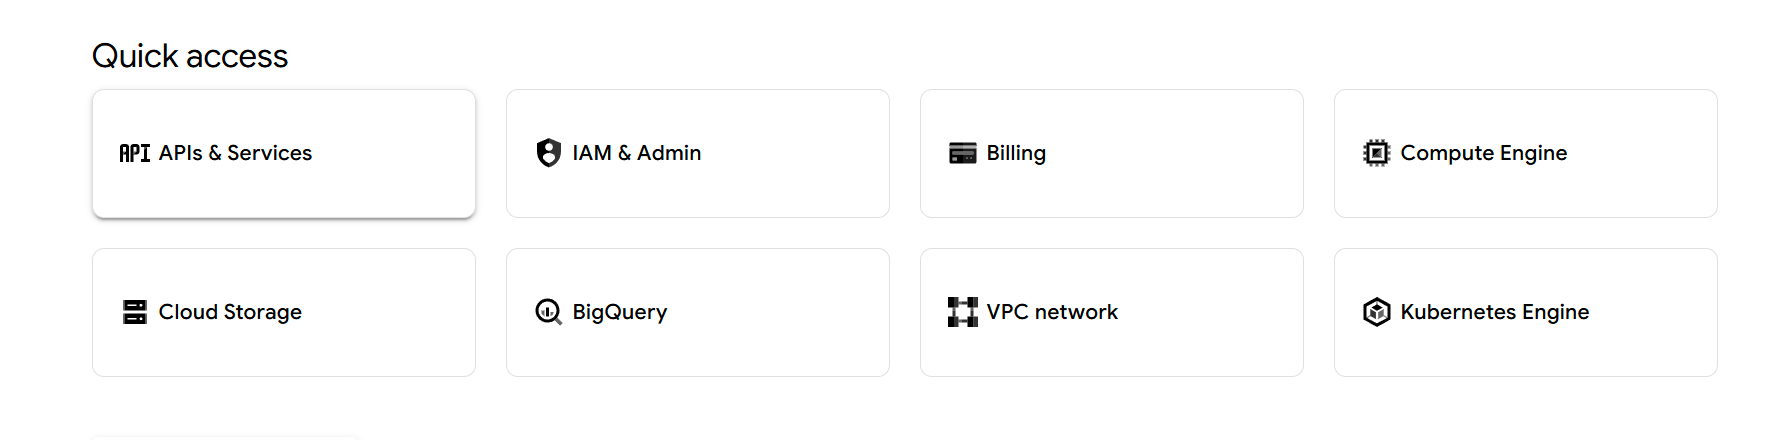 Quick access
API APIs & Services
IAM & Admin
Billing
Compute Engine
Cloud Storage
BigQuery
VPC network
Kubernetes Engine